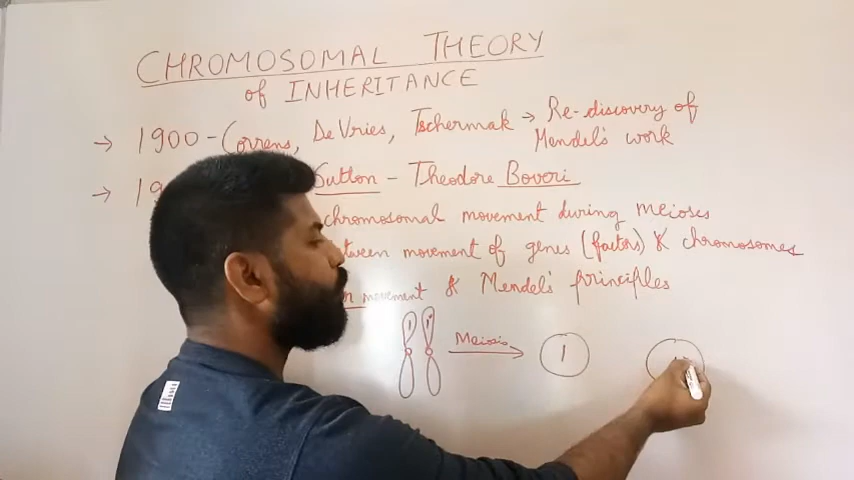 CHROMOSOMAL THEORY
of INHERITANCE
→ 1900 - Correns, De Vries, Tschermak → Re-discovery of
Mendel's work
→ 19 Sutton - Theodore Boveri
chromosomal movement during meioses
between movement of genes (factors) & chromosomes
movement & Mendel's principles
Meiosis
1